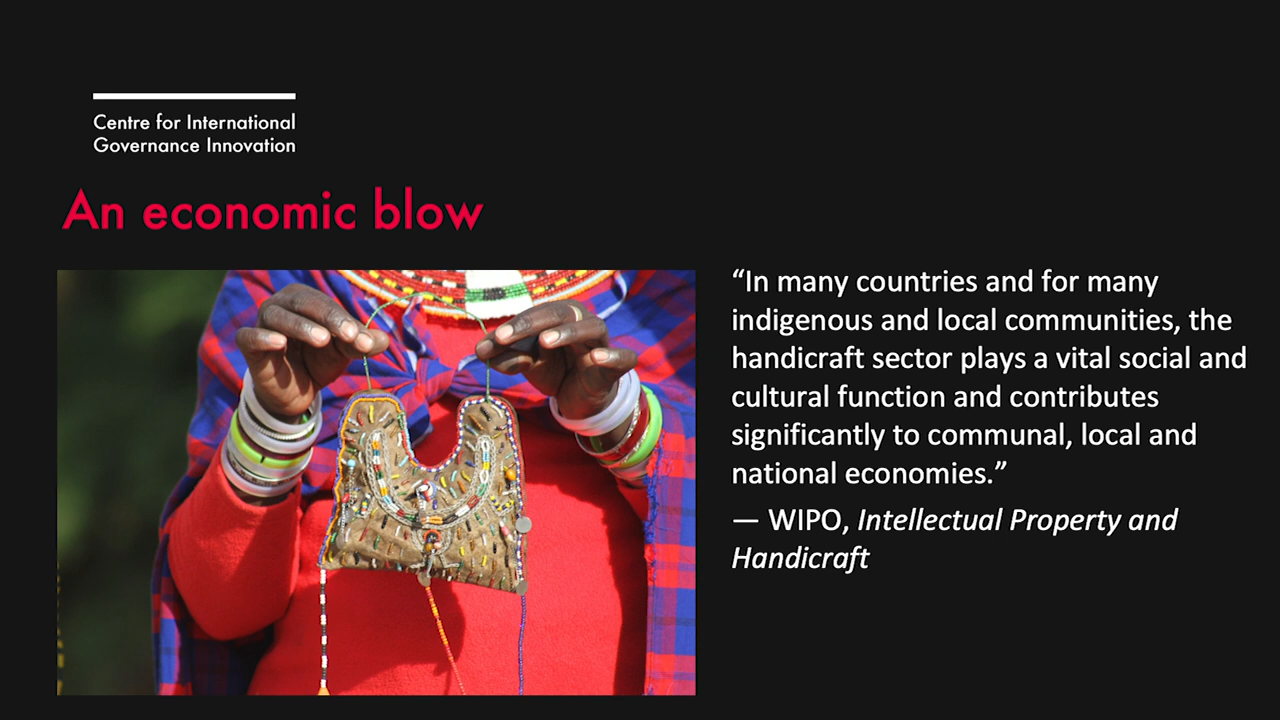 Centre for International
Governance Innovation
An economic blow
“In many countries and for many
indigenous and local communities, the
handicraft sector plays a vital social and
cultural function and contributes
significantly to communal, local and
national economies.”
— WIPO, Intellectual Property and
Handicraft